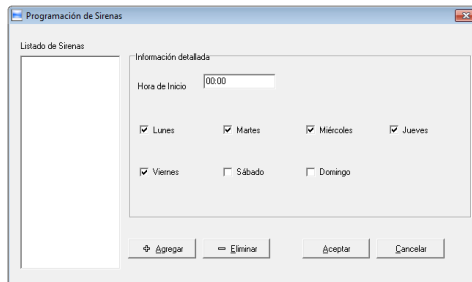 Programación de Sirenas
Listado de Sirenas
Información detallada
Hora de Inicio 00:00
Lunes Martes Miércoles Jueves
Viernes Sábado Domingo
Agregar Eliminar Aceptar Cancelar